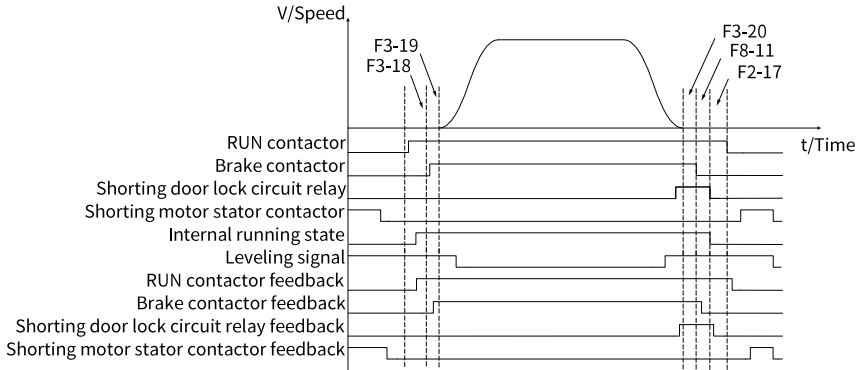 V/Speed
F3-20
F3-19
F8-11
F3-18
F2-17
RUN contactor
t/Time
Brake contactor
Shorting door lock circuit relay
Shorting motor stator contactor
Internal running state
Leveling signal
RUN contactor feedback
Brake contactor feedback
Shorting door lock circuit relay feedback
Shorting motor stator contactor feedback